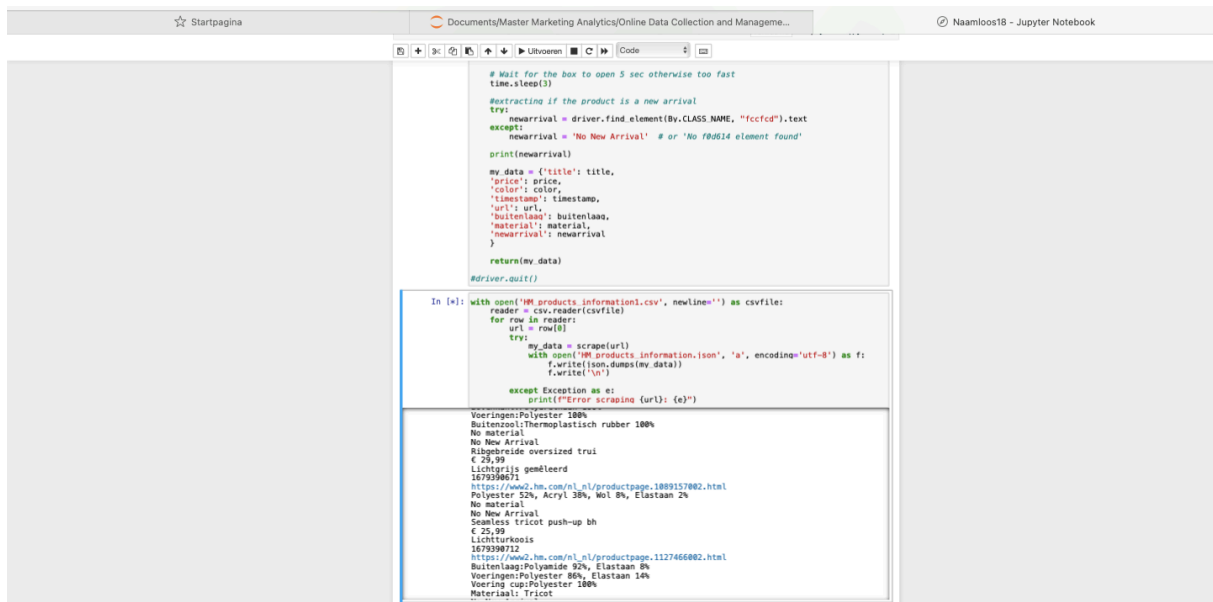 Startpagina
Documents/Master Marketing Analytics/Online Data Collection and Manageme...
Naamloos18 - Jupyter Notebook
Uitvoeren
Code
# Wait for the box to open 5 sec otherwise too fast
time.sleep(3)
#extracting if the product is a new arrival
try:
newarrival = driver.find_element(By.CLASS_NAME, "fccfcd").text
except:
newarrival = 'No New Arrival' # or 'No f0d614 element found'
print(newarrival)
my_data = {'title': title,
'price': price,
'color': color,
'timestamp': timestamp,
'url': url,
'buitenlaag': buitenlaag,
'material': material,
'newarrival': newarrival
}
return(my_data)
#driver.quit()
In [*]: with open('HM_products_information1.csv', newline='') as csvfile:
reader = csv.reader(csvfile)
for row in reader:
url = row[0]
try:
my_data = scrape(url)
with open('HM_products_information.json', 'a', encoding='utf-8') as f:
f.write(json.dumps(my_data))
f.write('\n')
except Exception as e:
print(f"Error scraping {url}: {e}")
Voeringen:Polyester 100%
Buitenzool:Thermoplastisch rubber 100%
No material
No New Arrival
Ribgebreide oversized trui
€ 29,99
Lichtgrijs gemêleerd
1679390671
https://www2.hm.com/nl_nl/productpage.1089157002.html
Polyester 52%, Acryl 38%, Wol 8%, Elastaan 2%
No material
No New Arrival
Seamless tricot push-up bh
€ 25,99
Lichtturkoois
1679390712
https://www2.hm.com/nl_nl/productpage.1127466002.html
Buitenlaag:Polyamide 92%, Elastaan 8%
Voeringen:Polyester 86%, Elastaan 14%
Voering cup:Polyester 100%
Materiaal: Tricot